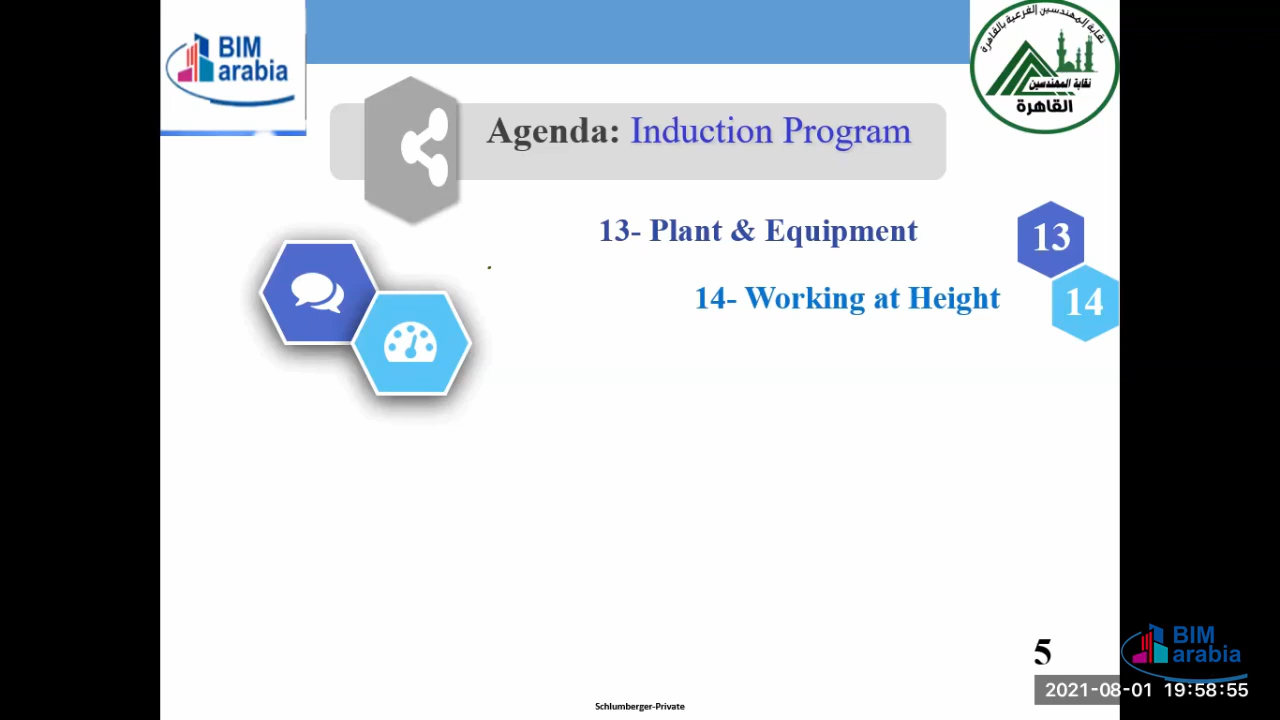 BIM
arabia
نقابة المهندسين الفرعية بالقاهرة
نقابة المهندسين
القاهرة
Agenda: Induction Program
13- Plant & Equipment
13
14- Working at Height
14
5
BIM
arabia
2021-08-01 19:58:55
Schlumberger-Private